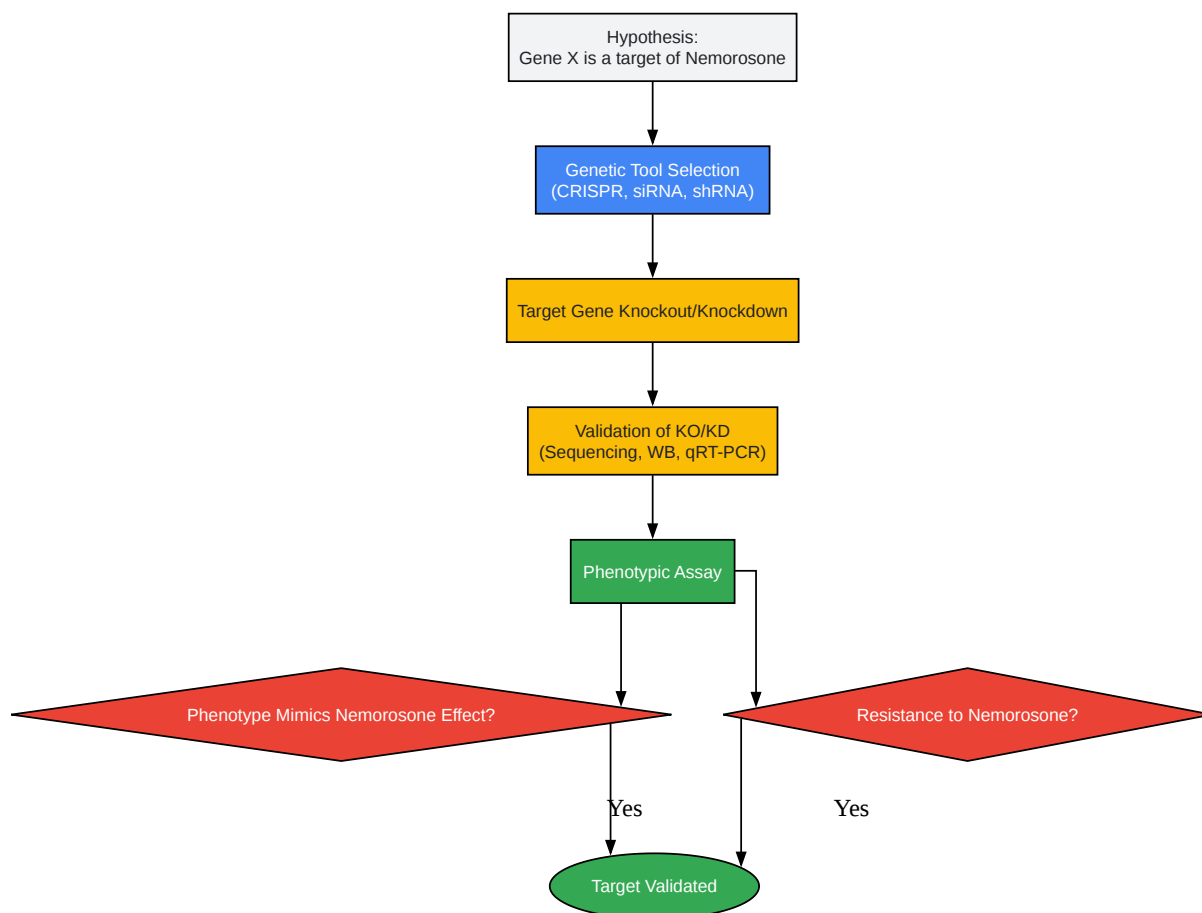 Hypothesis:
Gene X is a target of Nemorosone
Genetic Tool Selection
(CRISPR, siRNA, shRNA)
Target Gene Knockout/Knockdown
Validation of KO/KD
(Sequencing, WB, qRT-PCR)
Phenotypic Assay
Phenotype Mimics Nemorosone Effect?
Resistance to Nemorosone?
Yes
Yes
Target Validated